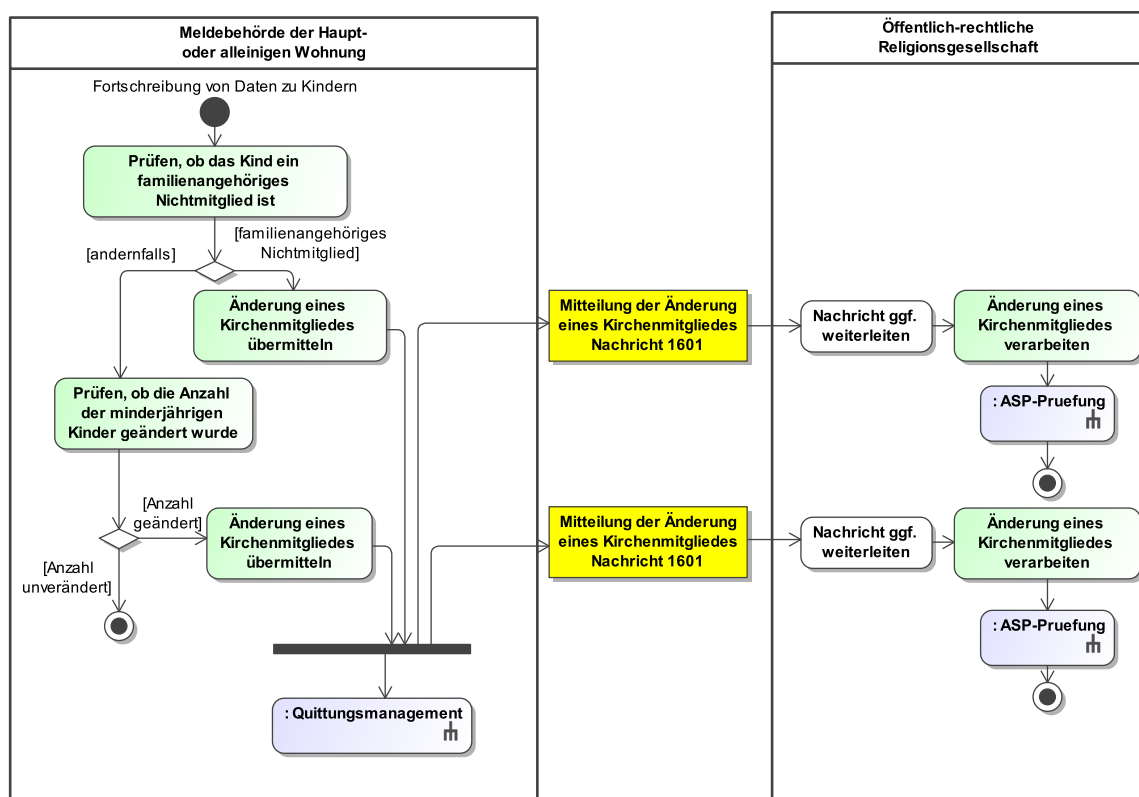 Meldebehörde der Haupt-
oder alleinigen Wohnung
Öffentlich-rechtliche
Religionsgesellschaft
Fortschreibung von Daten zu Kindern
Prüfen, ob das Kind ein
familienangehöriges
Nichtmitglied ist
[familienangehöriges
Nichtmitglied]
[andernfalls]
Änderung eines
Kirchenmitgliedes
übermitteln
Mitteilung der Änderung
eines Kirchenmitgliedes
Nachricht 1601
Nachricht ggf.
weiterleiten
Änderung eines
Kirchenmitgliedes
verarbeiten
: ASP-Pruefung
Prüfen, ob die Anzahl
der minderjährigen
Kinder geändert wurde
[Anzahl
geändert]
Änderung eines
Kirchenmitgliedes
übermitteln
Mitteilung der Änderung
eines Kirchenmitgliedes
Nachricht 1601
Nachricht ggf.
weiterleiten
Änderung eines
Kirchenmitgliedes
verarbeiten
[Anzahl
unverändert]
: ASP-Pruefung
: Quittungsmanagement